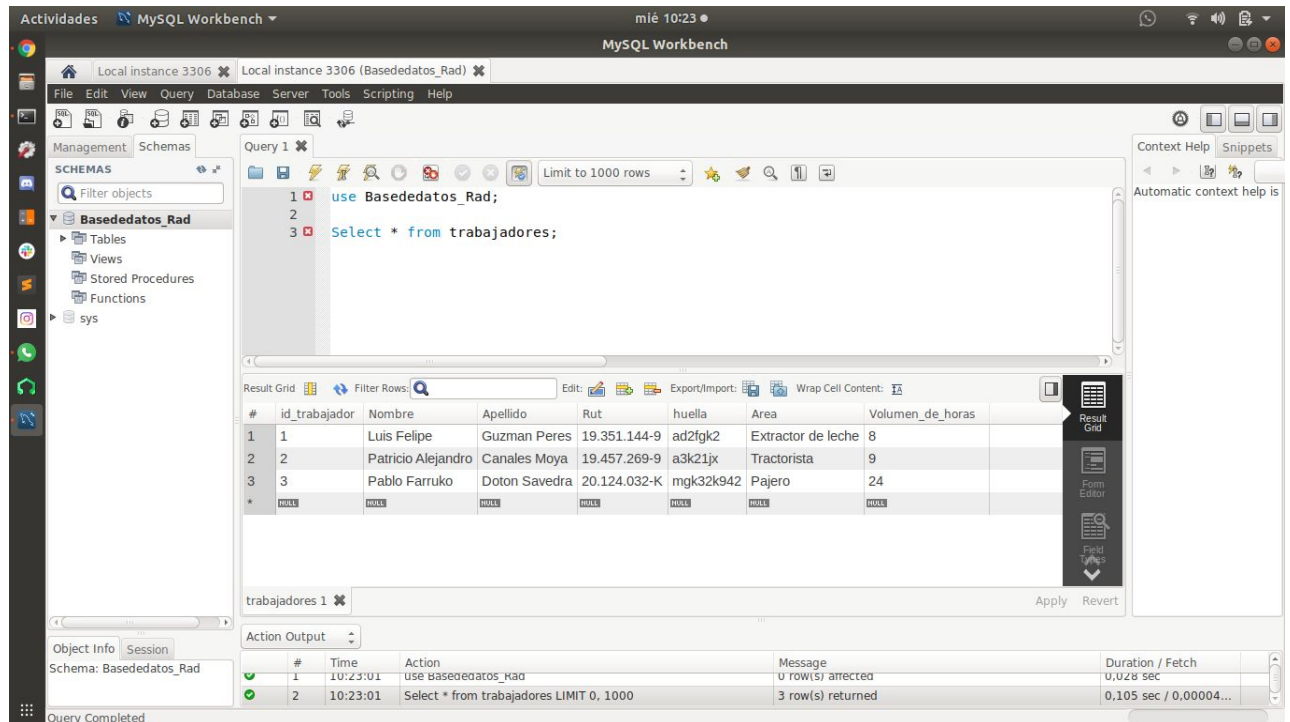 Actividades MySQL Workbench mié 10:23
MySQL Workbench
Local instance 3306 Local instance 3306 (Basededatos_Rad)
File Edit View Query Database Server Tools Scripting Help
Management Schemas Query 1 Context Help Snippets
SCHEMAS Limit to 1000 rows
Filter objects Automatic context help is
1 use Basededatos_Rad;
2
3 Select * from trabajadores;
Basededatos_Rad
Tables
Views
Stored Procedures
Functions
sys
Result Grid Filter Rows: Edit: Export/Import: Wrap Cell Content:
# id_trabajador Nombre Apellido Rut huella Area Volumen_de_horas
1 1 Luis Felipe Guzman Peres 19.351.144-9 ad2fgk2 Extractor de leche 8
2 2 Patricio Alejandro Canales Moya 19.457.269-9 a3k21jx Tractorista 9
3 3 Pablo Farruko Doton Savedra 20.124.032-K mgk32k942 Pajero 24
* NULL NULL NULL NULL NULL NULL NULL
Result Grid
Form Editor
Field Types
trabajadores 1 Apply Revert
Action Output
Object Info Session
Schema: Basededatos_Rad
# Time Action Message Duration / Fetch
1 10:23:01 use Basededatos_Rad 0 row(s) affected 0,028 sec
2 10:23:01 Select * from trabajadores LIMIT 0, 1000 3 row(s) returned 0,105 sec / 0,00004...
Query Completed